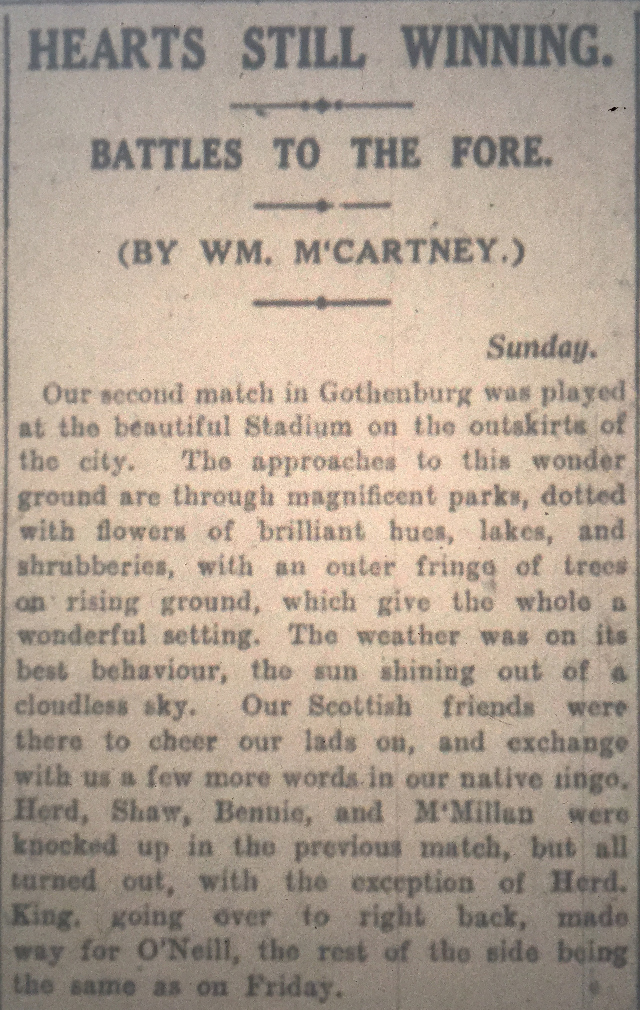 HEARTS STILL WINNING.
BATTLES TO THE FORE.
(BY WM. M'CARTNEY.)
Sunday.
Our second match in Gothenburg was played
at the beautiful Stadium on the outskirts of
the city. The approaches to this wonder
ground are through magnificent parks, dotted
with flowers of brilliant hues, lakes, and
shrubberies, with an outer fringe of trees
on rising ground, which give the whole a
wonderful setting. The weather was on its
best behaviour, the sun shining out of a
cloudless sky. Our Scottish friends were
there to cheer our lads on, and exchange
with us a few more words in our native lingo.
Herd, Shaw, Bennie, and M'Millan were
knocked up in the previous match, but all
turned out, with the exception of Herd.
King, going over to right back, made
way for O'Neill, the rest of the side being
the same as on Friday.